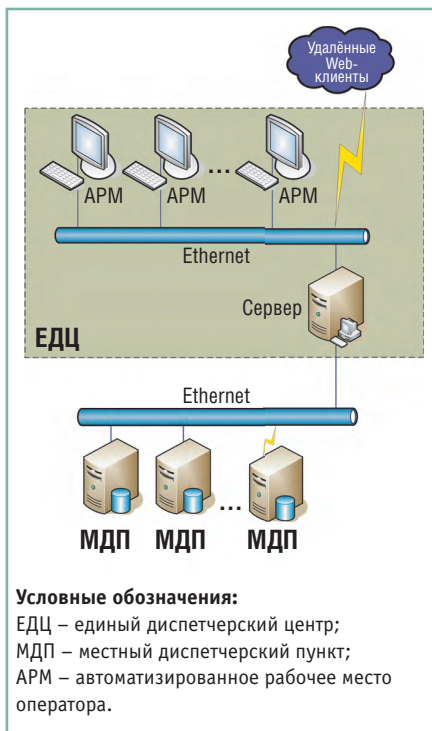 Удалённые
Web-
клиенты
АРМ АРМ ... АРМ
Ethernet
Сервер
ЕДЦ
Ethernet
...
МДП МДП МДП
Условные обозначения:
ЕДЦ – единый диспетчерский центр;
МДП – местный диспетчерский пункт;
АРМ – автоматизированное рабочее место
оператора.